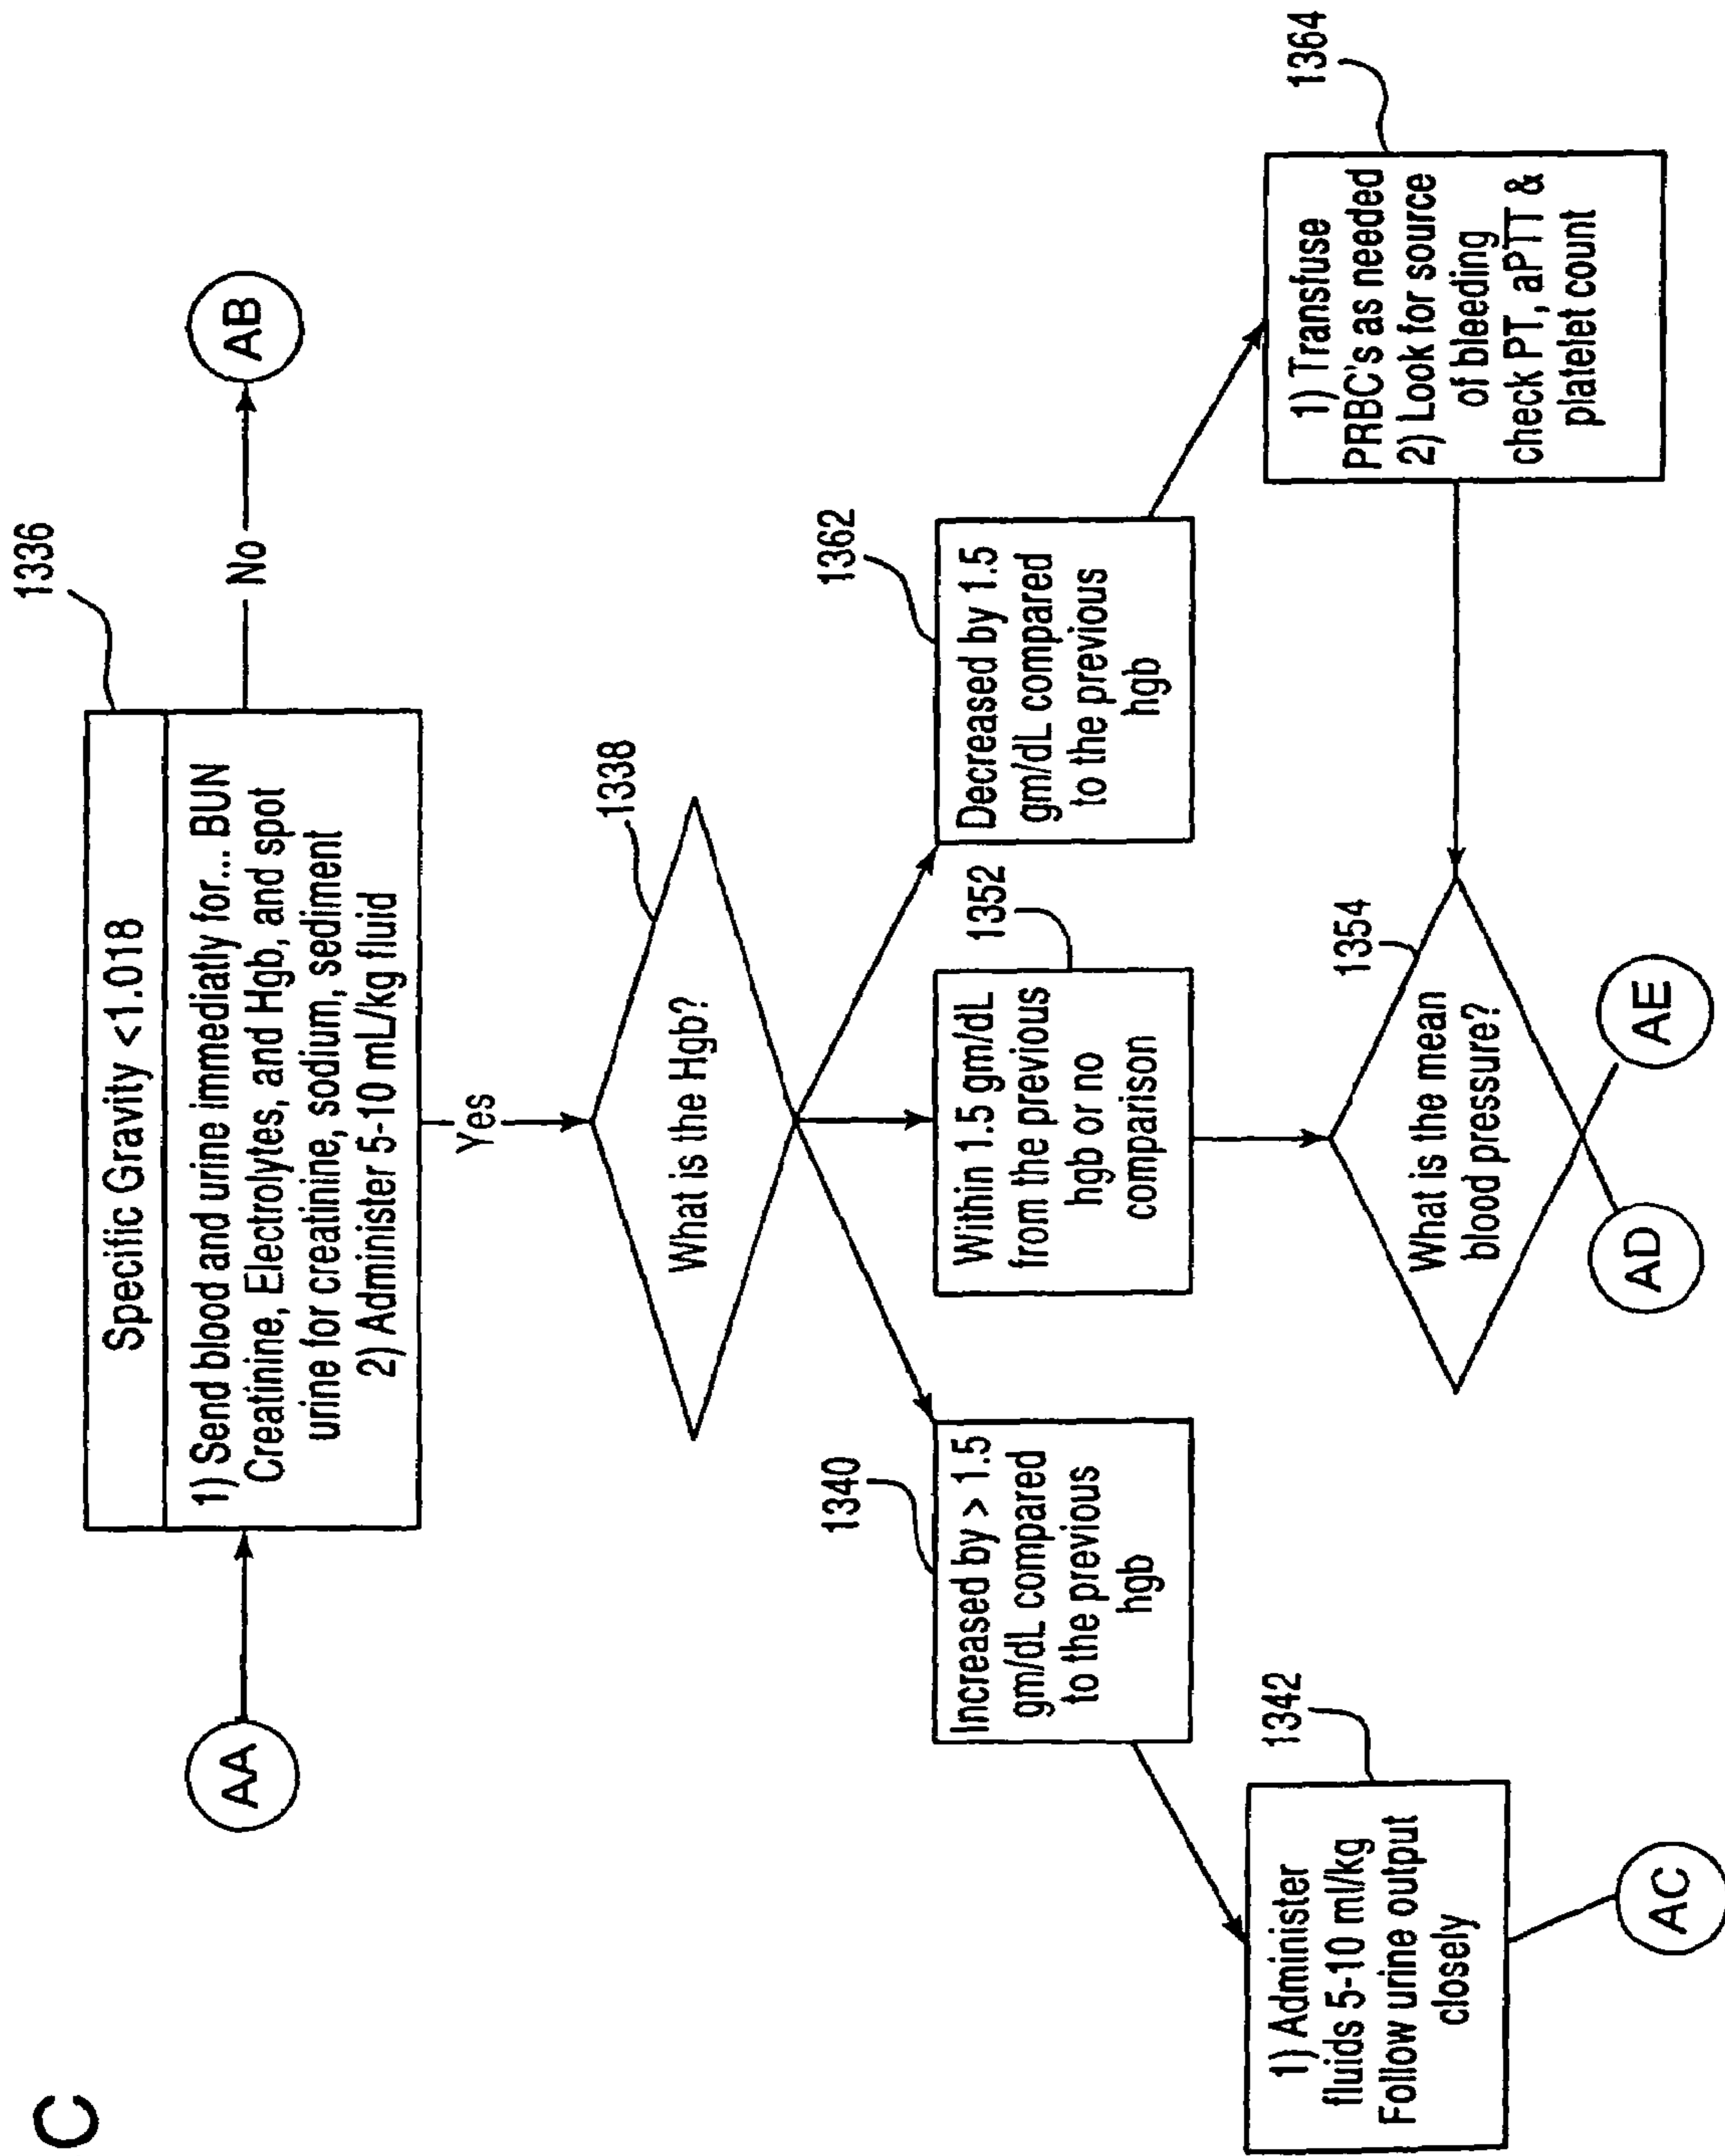 C
1336
Specific Gravity <1.018
1) Send blood and urine immediatly for... BUN
Creatinine, Electrolytes, and Hgb, and spot
urine for creatinine, sodium, sediment
2) Administer 5-10 mL/kg fluid
AA
No
AB
Yes
1338
What is the Hgb?
1340
Increased by > 1.5
gm/dL compared
to the previous
hgb
1352
Within 1.5 gm/dL
from the previous
hgb or no
comparison
1362
Decreased by 1.5
gm/dL compared
to the previous
hgb
1342
1) Administer
fluids 5-10 ml/kg
Follow urine output
closely
AC
1354
What is the mean
blood pressure?
AD
AE
1364
1) Transfuse
PRBC's as needed
2) Look for source
of bleeding
check PT, aPTT &
platelet count